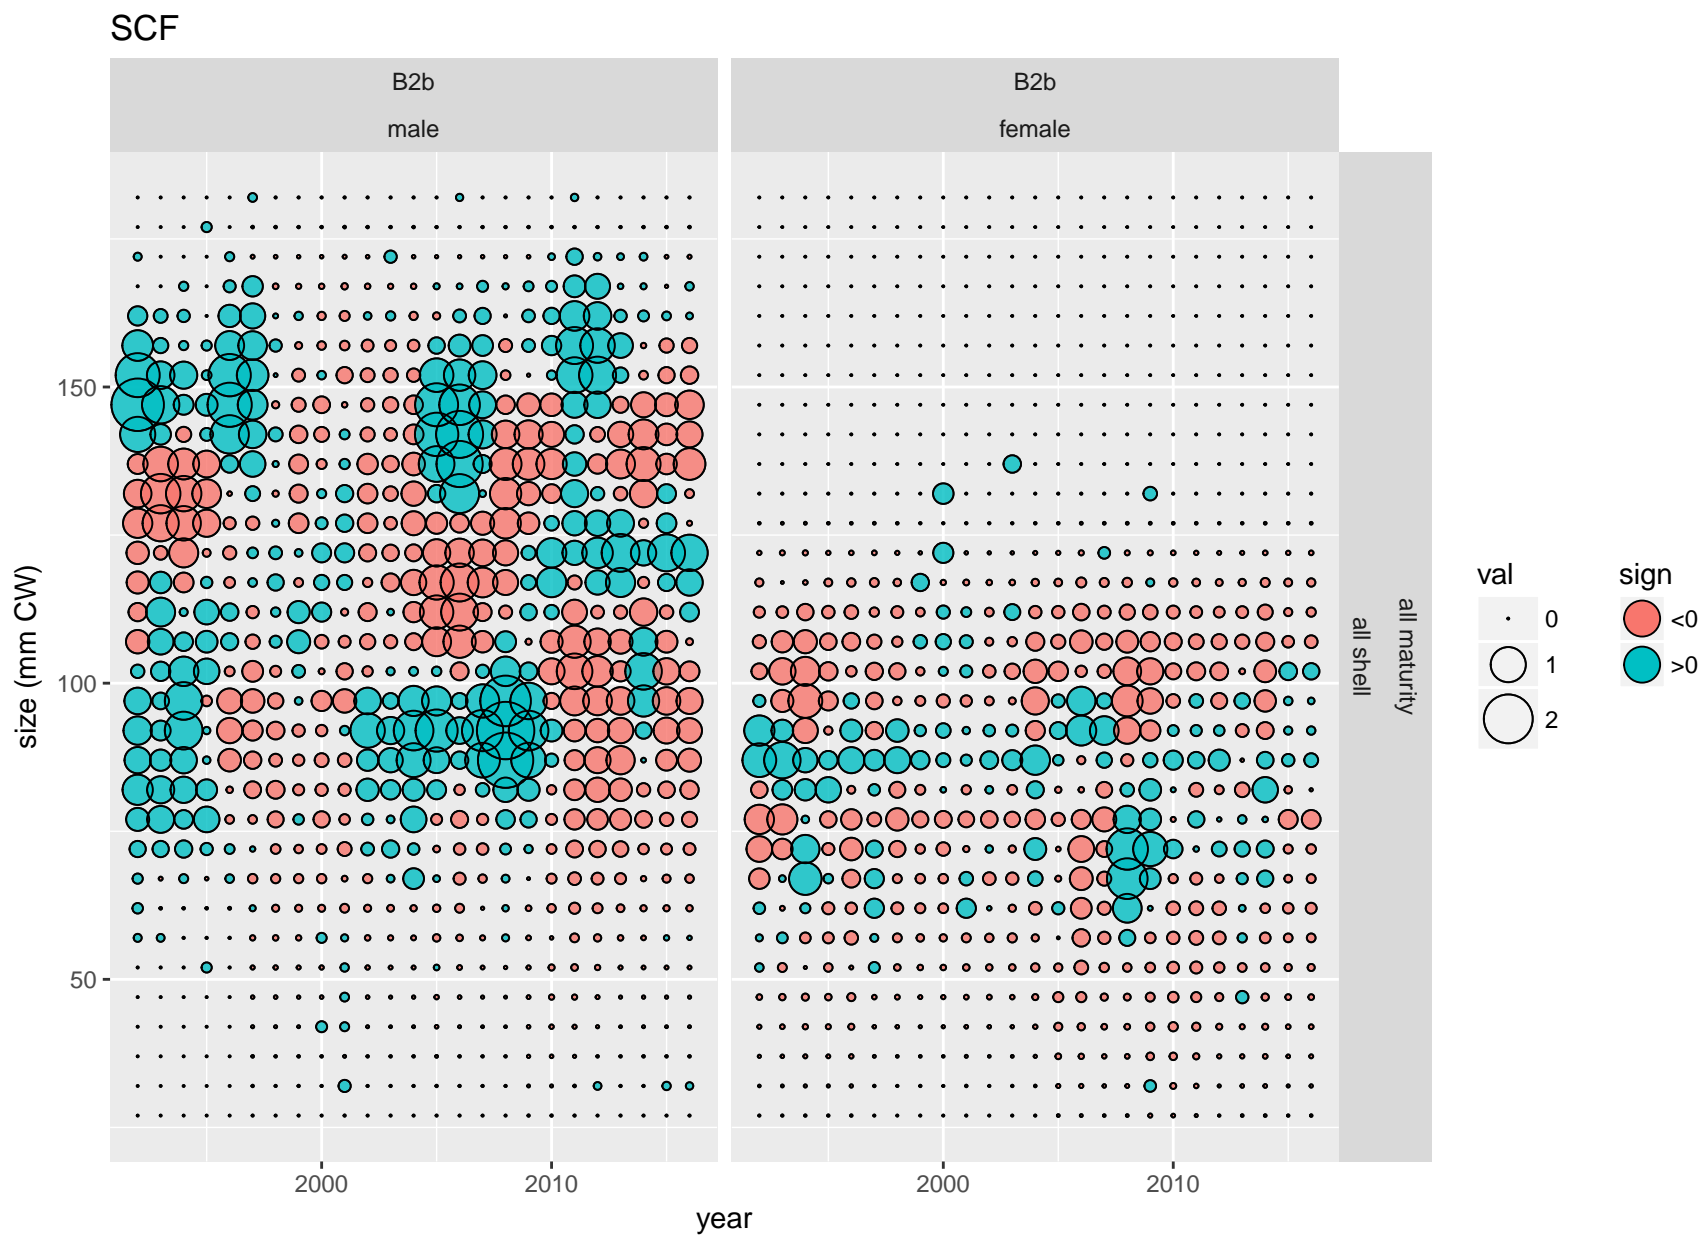 SCF
B2b
male
B2b
female
150
100
50
size (mm CW)
2000
2010
2000
2010
year
all maturity
all shell
val
0
1
2
sign
<0
>0